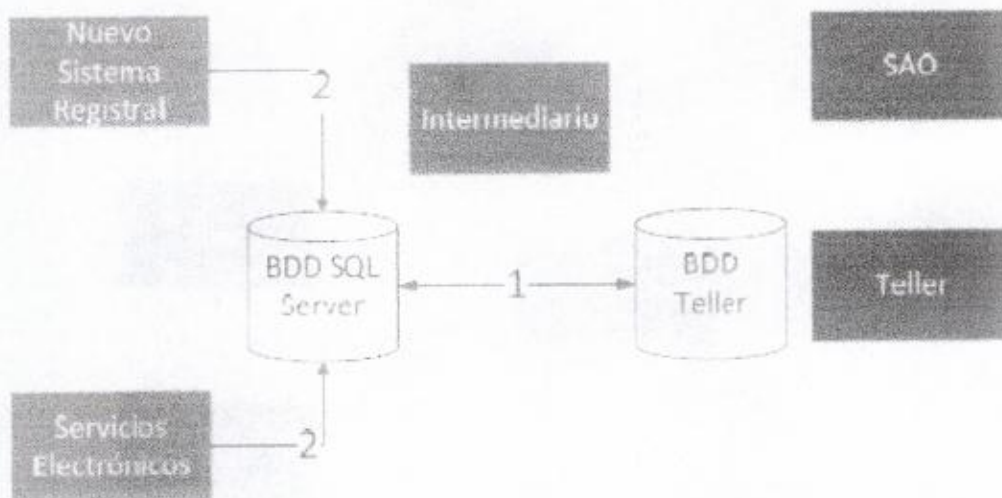 Nuevo
Sistema
Registral
2
Intermediario
SAO
BDD SQL
Server
1
BDD
Teller
Teller
Servicios
Electrónicos
2